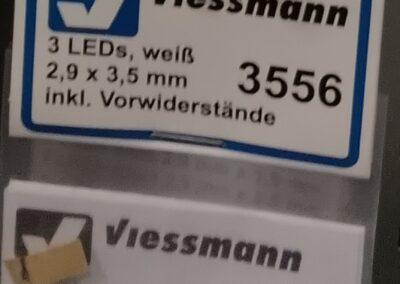 Viessmann
3 LEDs, weiß
2,9 x 3,5 mm
3556
inkl. Vorwiderstände
Viessmann